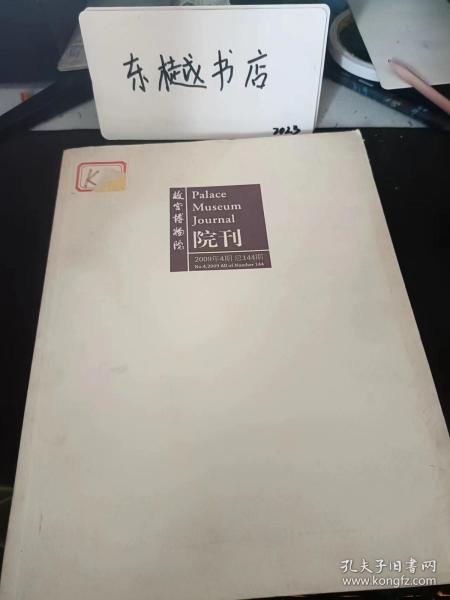 东樾书店
2023
K
故宫博物院
Palace
Museum
Journal
院刊
2009年4期 总144期
No.4,2009 All of Number 144
孔夫子旧书网
www.kongfz.com